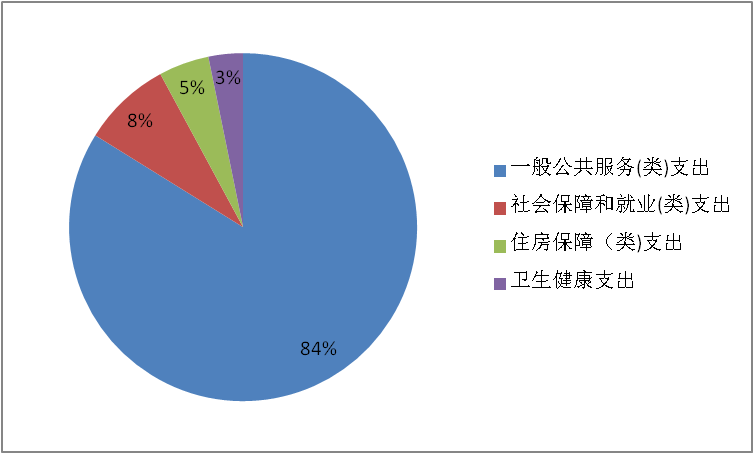 3%
5%
8%
84%
一般公共服务(类)支出
社会保障和就业(类)支出
住房保障（类)支出
卫生健康支出